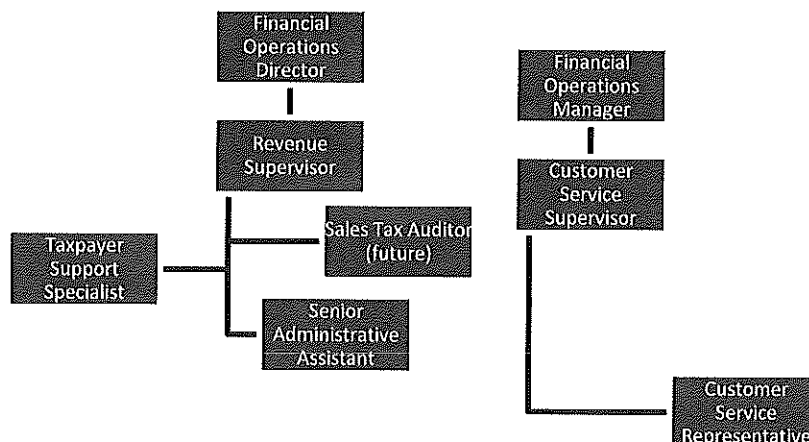 Financial
Operations
Director
Financial
Operations
Manager
Revenue
Supervisor
Customer
Service
Supervisor
Sales Tax Auditor
(future)
Taxpayer
Support
Specialist
Senior
Administrative
Assistant
Customer
Service
Representative